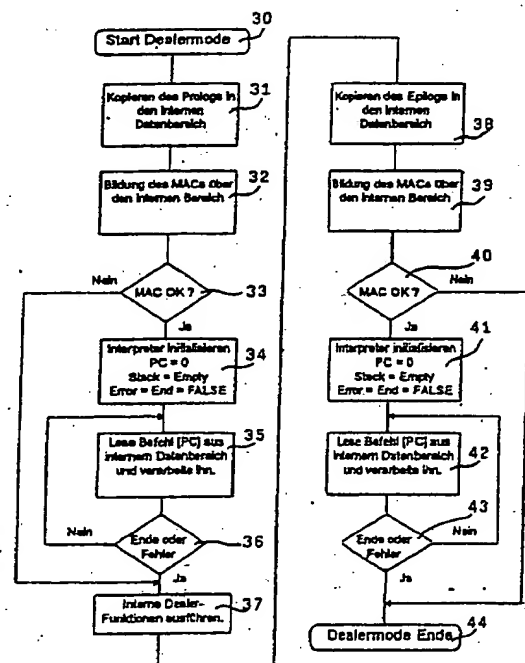 30
Start Dealermode
31
Kopieren des Prologs in
den internen
Datenbereich
32
Bildung des MACs über
den internen Bereich
Nein
MAC OK ?
33
Ja
34
Interpreter initialisieren
PC = 0
Stack = Empty
Error = End = FALSE
35
Lese Befehl (PC) aus
internem Datenbereich
und verarbeite ihn.
Nein
Ende oder
Fehler
36
Ja
Interne Dealer-
Funktionen ausführen.
37
Kopieren des Epilogs in
den internen
Datenbereich
38
Bildung des MACs über
den internen Bereich
39
40
MAC OK ?
Nein
Ja
41
Interpreter initialisieren
PC = 0
Stack = Empty
Error = End = FALSE
Lese Befehl (PC) aus
internem Datenbereich
und verarbeite ihn.
42
43
Ende oder
Fehler
Nein
Ja
Dealermode Ende
44